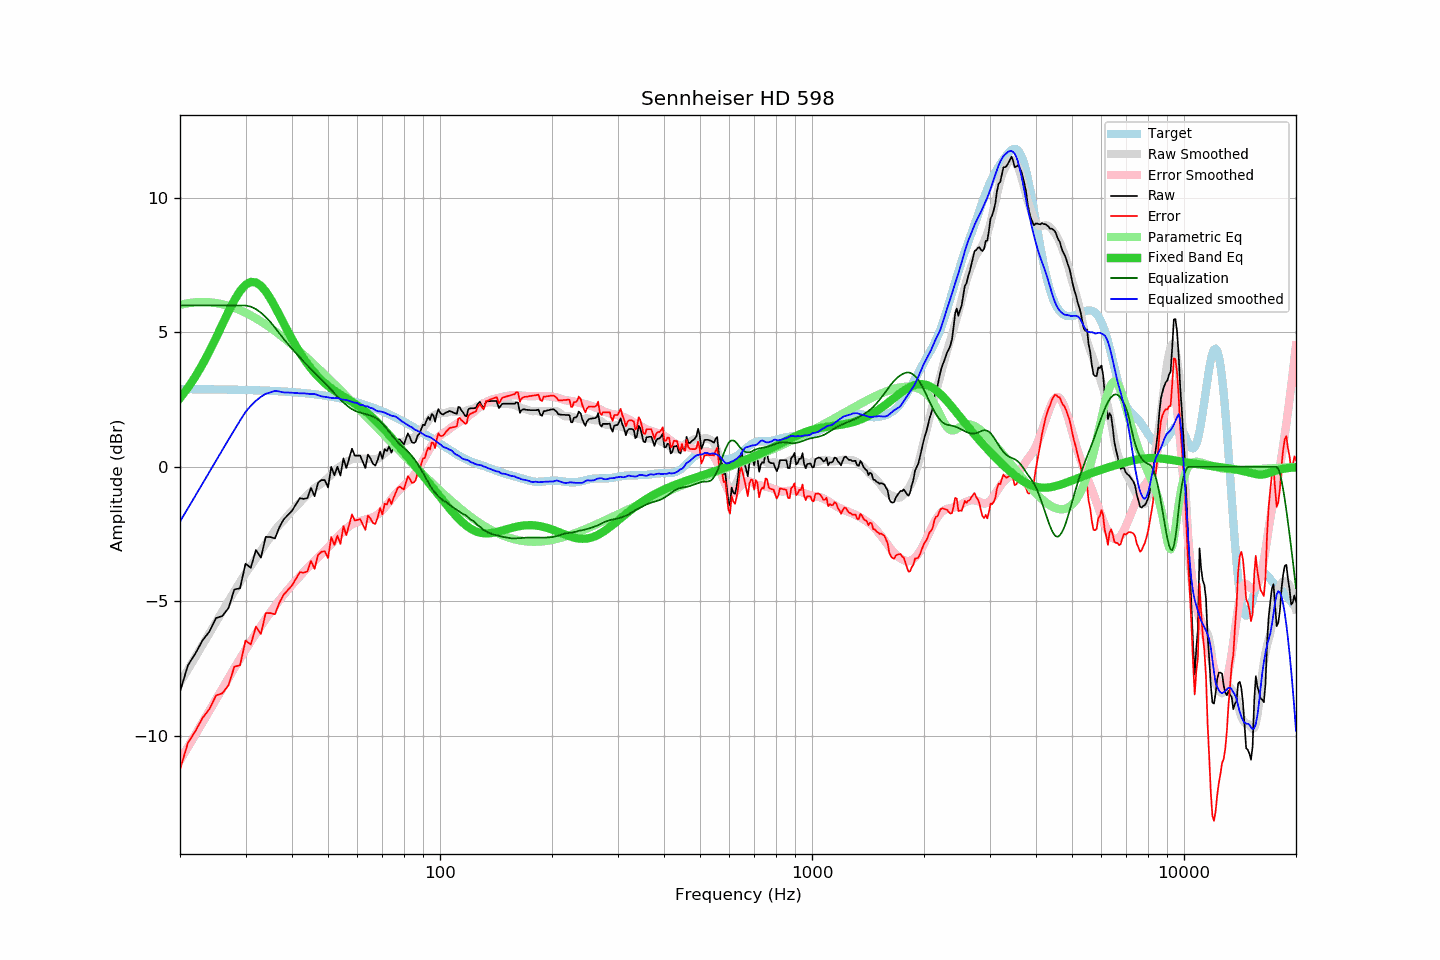 Sennheiser HD 598
Target
Raw Smoothed
Error Smoothed
Raw
Error
Parametric Eq
Fixed Band Eq
Equalization
Equalized smoothed
Amplitude (dBr)
10
5
0
−5
−10
100
1000
10000
Frequency (Hz)